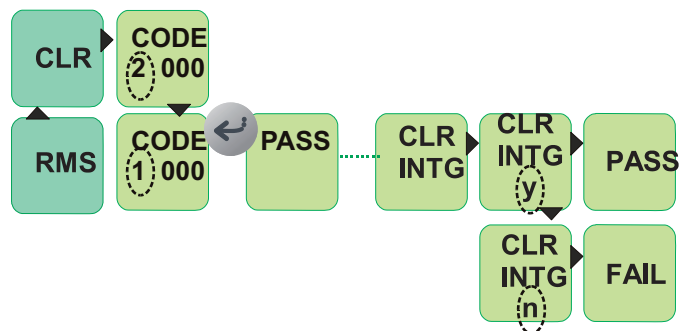 CLR
CODE
2 000
RMS
CODE
1 000
PASS
CLR
INTG
CLR
INTG
y
PASS
CLR
INTG
n
FAIL